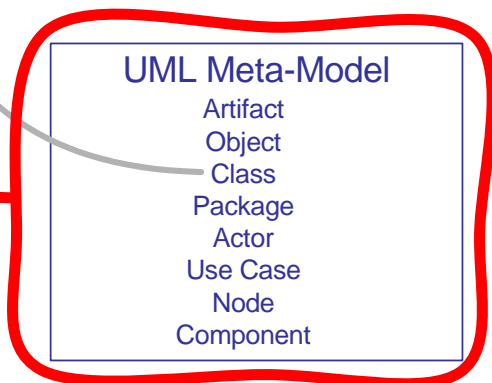 UML Meta-Model
Artifact
Object
Class
Package
Actor
Use Case
Node
Component